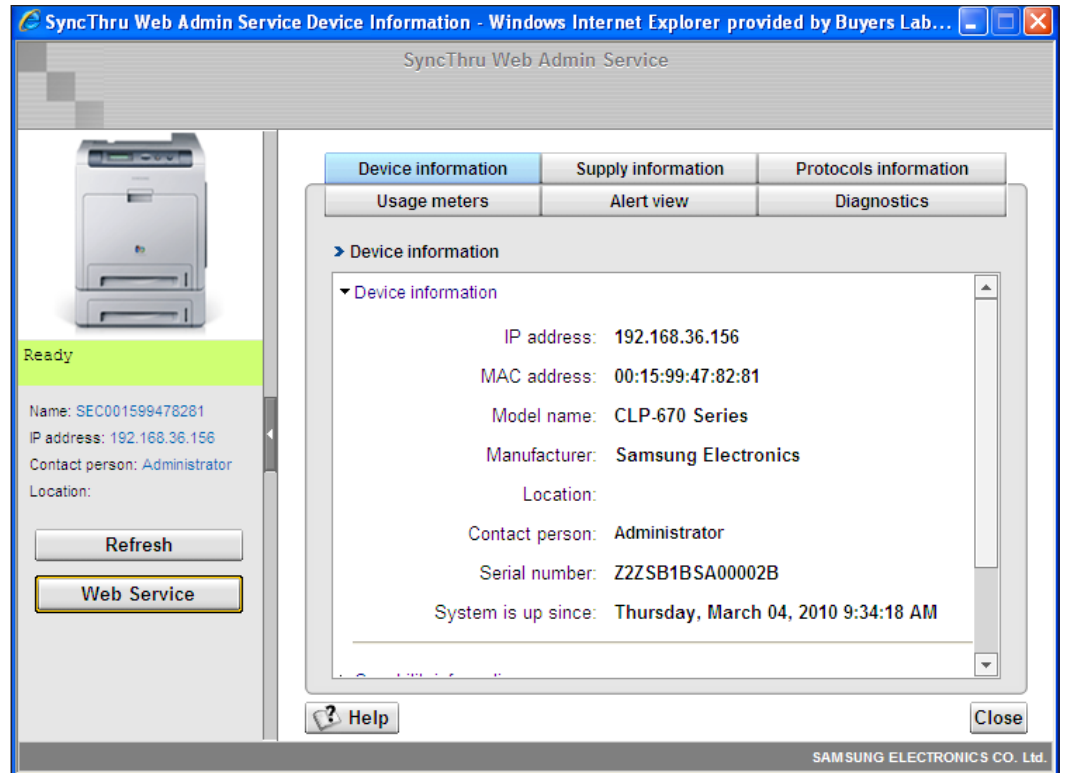 SyncThru Web Admin Service Device Information - Windows Internet Explorer provided by Buyers Lab...
SyncThru Web Admin Service
Device information Supply information Protocols information
Usage meters Alert view Diagnostics
Device information
Device information
IP address: 192.168.36.156
MAC address: 00:15:99:47:82:81
Model name: CLP-670 Series
Manufacturer: Samsung Electronics
Location:
Contact person: Administrator
Serial number: Z2ZSB1BSA00002B
System is up since: Thursday, March 04, 2010 9:34:18 AM
Ready
Name: SEC001599478281
IP address: 192.168.36.156
Contact person: Administrator
Location:
Refresh
Web Service
Help
Close
SAMSUNG ELECTRONICS CO. Ltd.